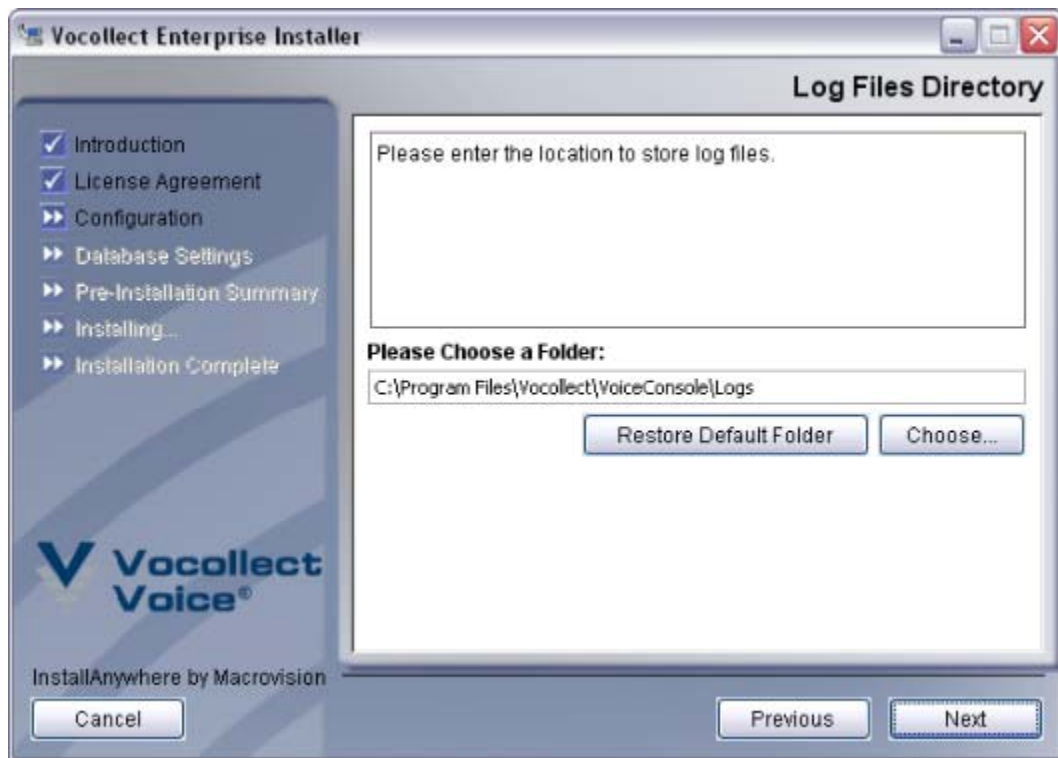 Vocollect Enterprise Installer
Log Files Directory
Introduction
License Agreement
Configuration
Database Settings
Pre-Installation Summary
Installing...
Installation Complete
Please enter the location to store log files.
Please Choose a Folder:
C:\Program Files\Vocollect\VoiceConsole\Logs
Restore Default Folder
Choose...
Vocollect
Voice®
InstallAnywhere by Macrovision
Cancel
Previous
Next